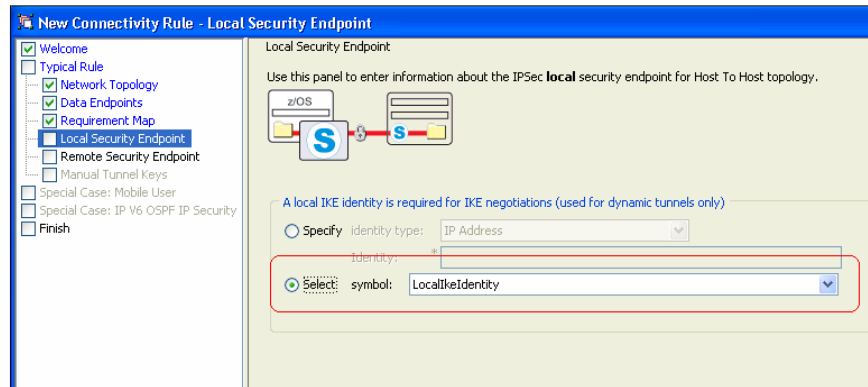 New Connectivity Rule - Local Security Endpoint
Welcome
Typical Rule
Network Topology
Data Endpoints
Requirement Map
Local Security Endpoint
Remote Security Endpoint
Manual Tunnel Keys
Special Case: Mobile User
Special Case: IP V6 OSPF IP Security
Finish
Local Security Endpoint
Use this panel to enter information about the IPSec local security endpoint for Host To Host topology.
z/OS
S S
A local IKE identity is required for IKE negotiations (used for dynamic tunnels only)
Specify identity type: IP Address
Identity: *
Select symbol: LocalIkeIdentity